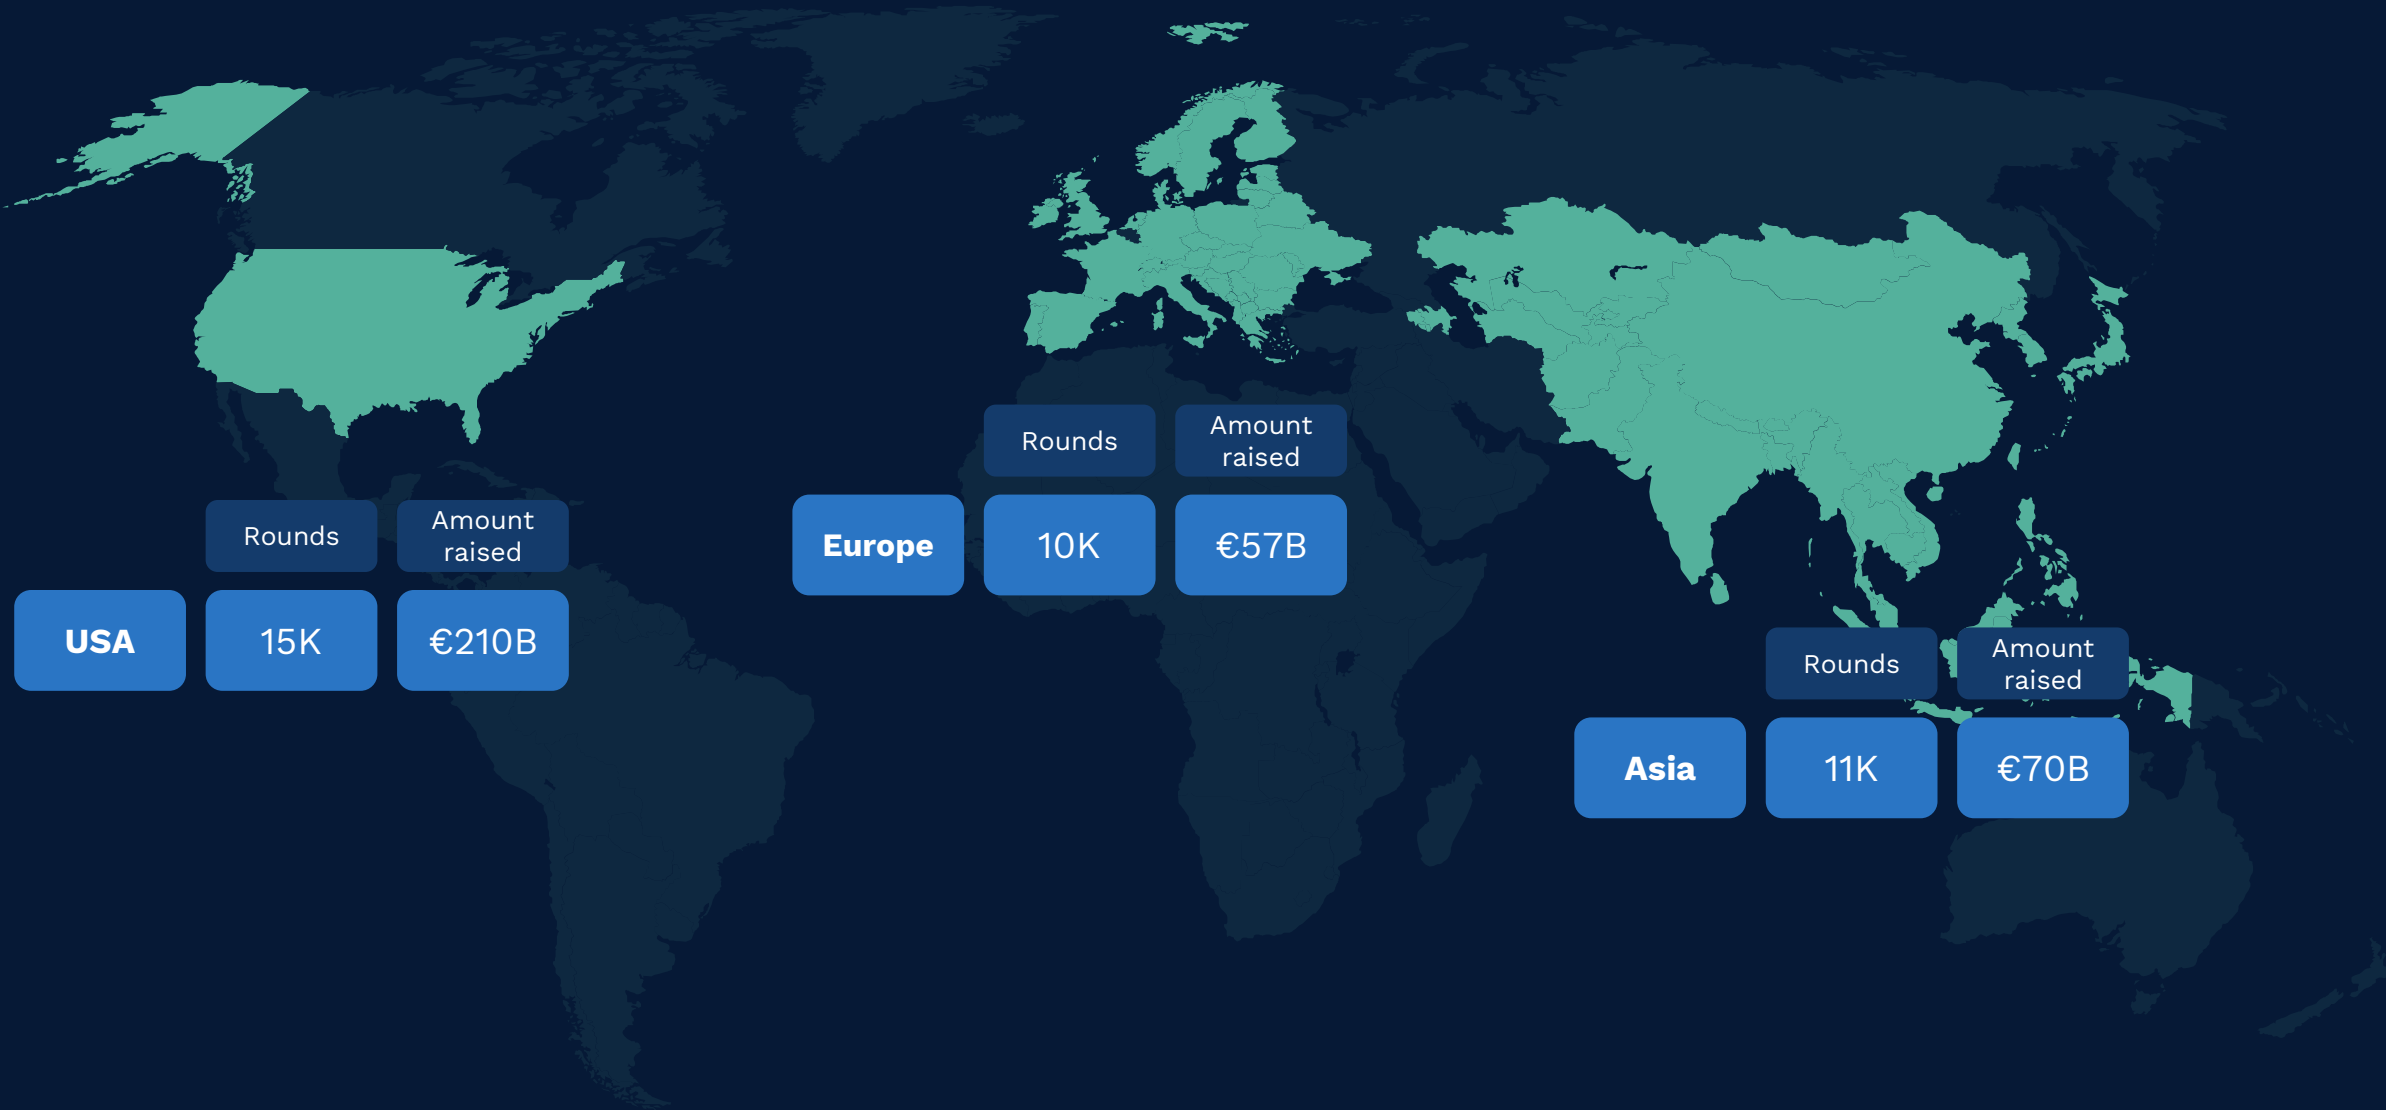 Rounds
Amount
raised
USA
15K
€210B
Rounds
Amount
raised
Europe
10K
€57B
Rounds
Amount
raised
Asia
11K
€70B